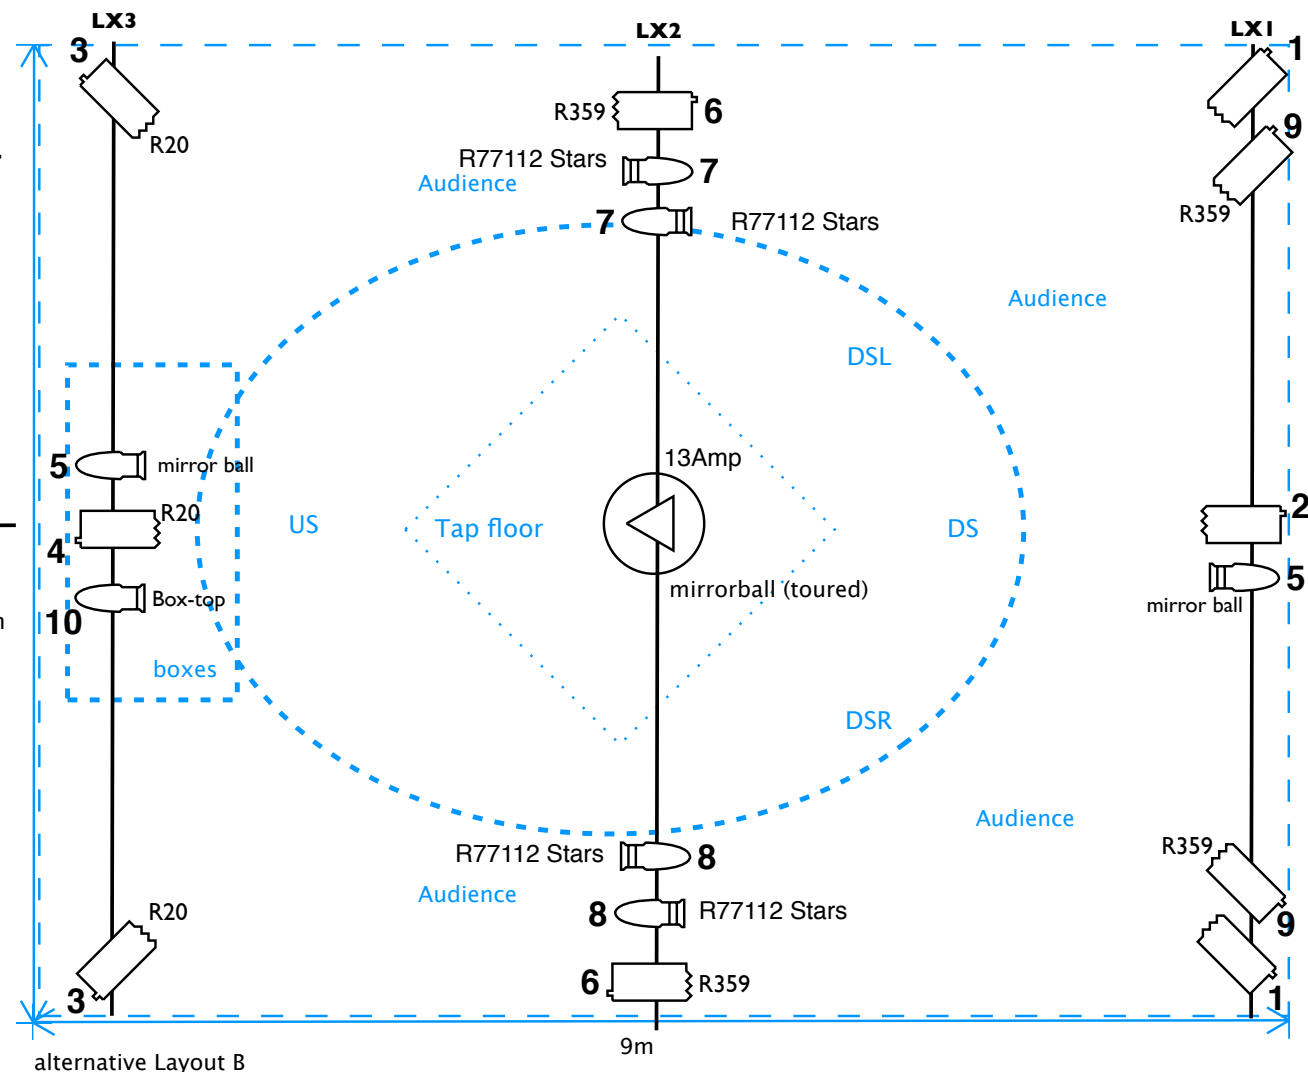 LX3
LX2
LX1
3
1
R359
6
9
R20
R77112 Stars
7
Audience
R359
7
R77112 Stars
Audience
DSL
13Amp
5
mirror ball
R20
2
US
Tap floor
DS
4
5
mirrorball (toured)
Box-top
mirror ball
10
boxes
DSR
Audience
R359
R77112 Stars
8
Audience
R20
8
R77112 Stars
9
6
R359
3
1
9m
alternative Layout B